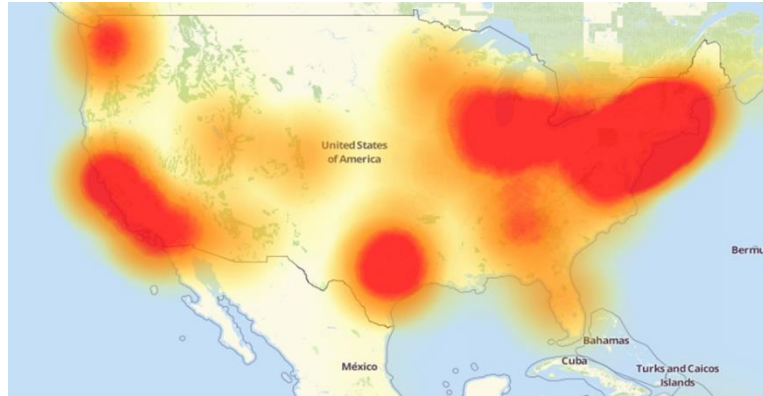 United States
of America
Bermu
Bahamas
Cuba
México
Turks and Caicos
Islands